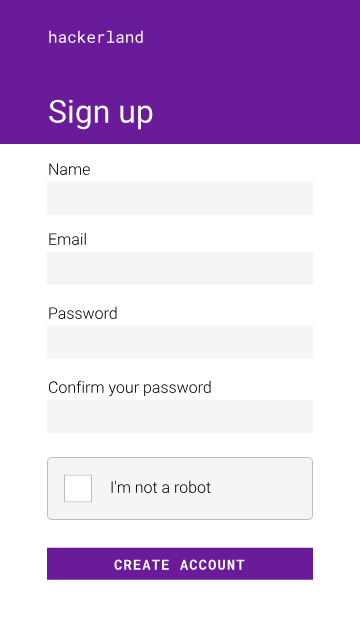 hackerland
Sign up
Name
Email
Password
Confirm your password
I'm not a robot
CREATE ACCOUNT